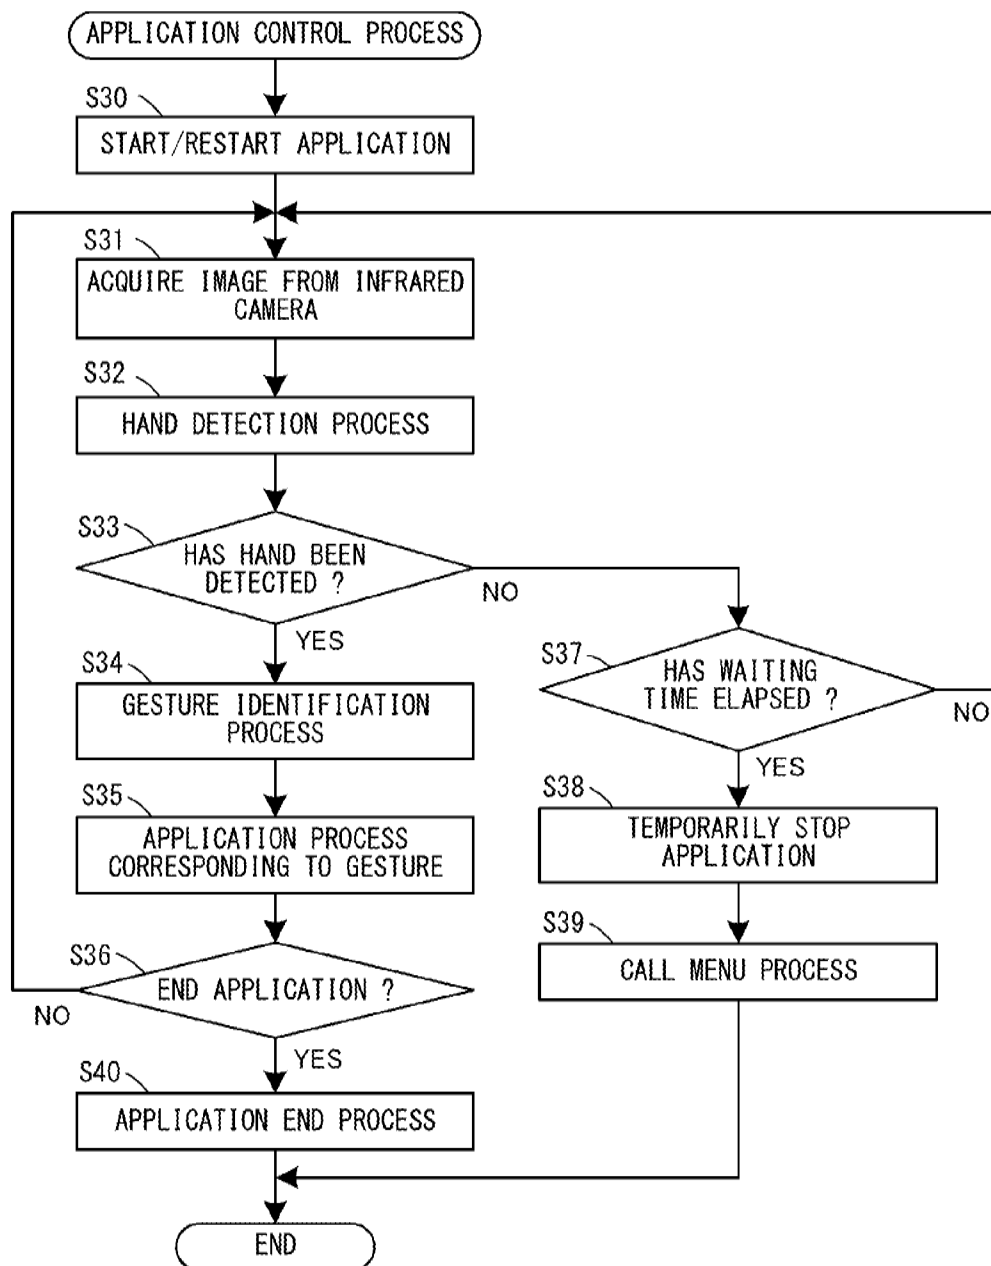 APPLICATION CONTROL PROCESS
S30
START/RESTART APPLICATION
S31
ACQUIRE IMAGE FROM INFRARED
CAMERA
S32
HAND DETECTION PROCESS
S33
HAS HAND BEEN
DETECTED ?
NO
YES
S34
GESTURE IDENTIFICATION
PROCESS
S35
APPLICATION PROCESS
CORRESPONDING TO GESTURE
S36
END APPLICATION ?
NO
YES
S40
APPLICATION END PROCESS
S37
HAS WAITING
TIME ELAPSED ?
NO
YES
S38
TEMPORARILY STOP
APPLICATION
S39
CALL MENU PROCESS
END